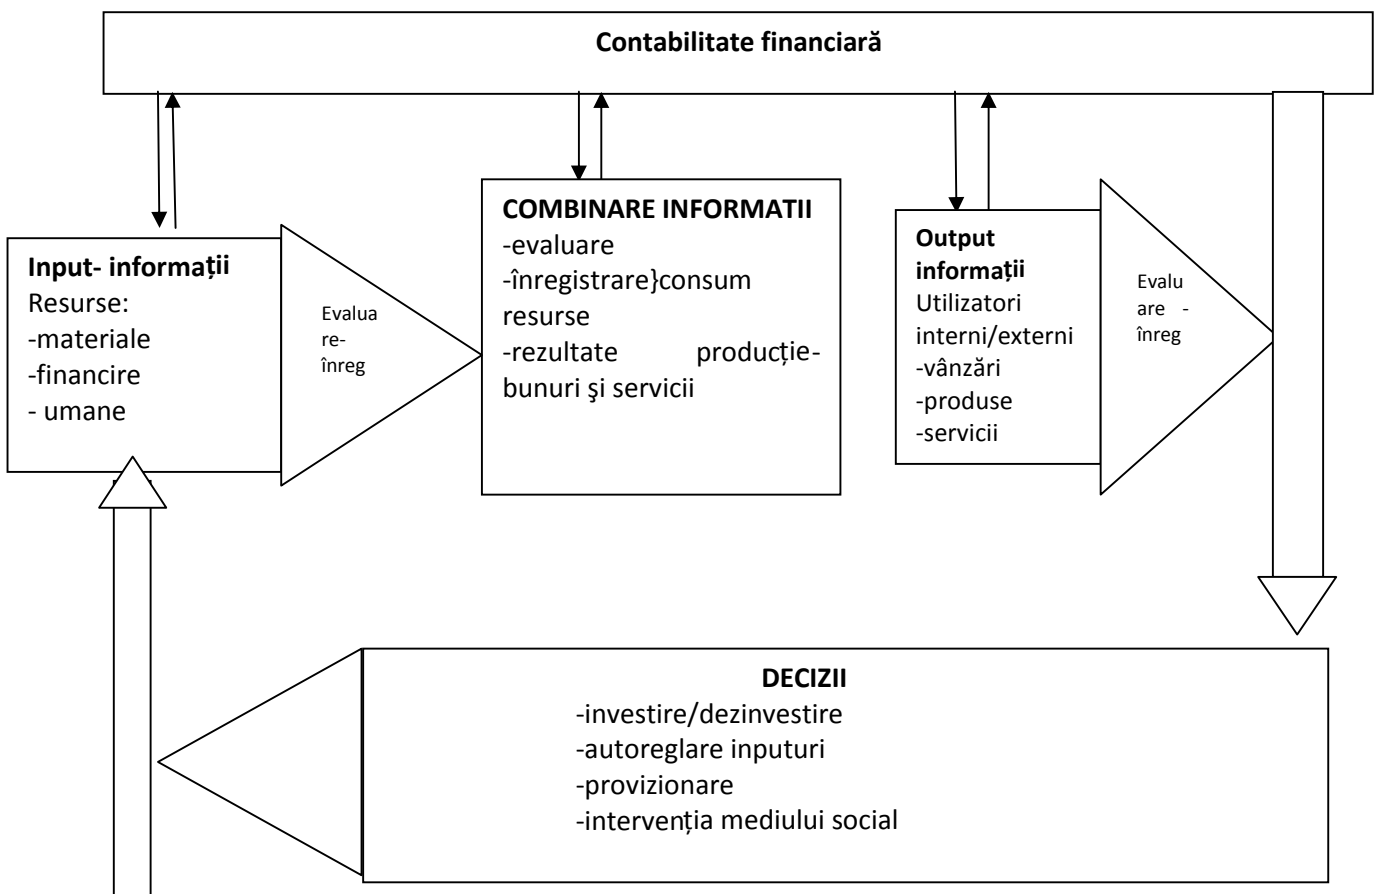 Contabilitate financiară
Input- informații
Resurse:
-materiale
-financire
- umane
Evalua
re-
înreg
COMBINARE INFORMATII
-evaluare
-înregistrare}consum
resurse
-rezultate producție-
bunuri şi servicii
Output
informații
Utilizatori
interni/externi
-vânzări
-produse
-servicii
Evalu
are -
înreg
DECIZII
-investire/dezinvestire
-autoreglare inputuri
-provizionare
-intervenția mediului social